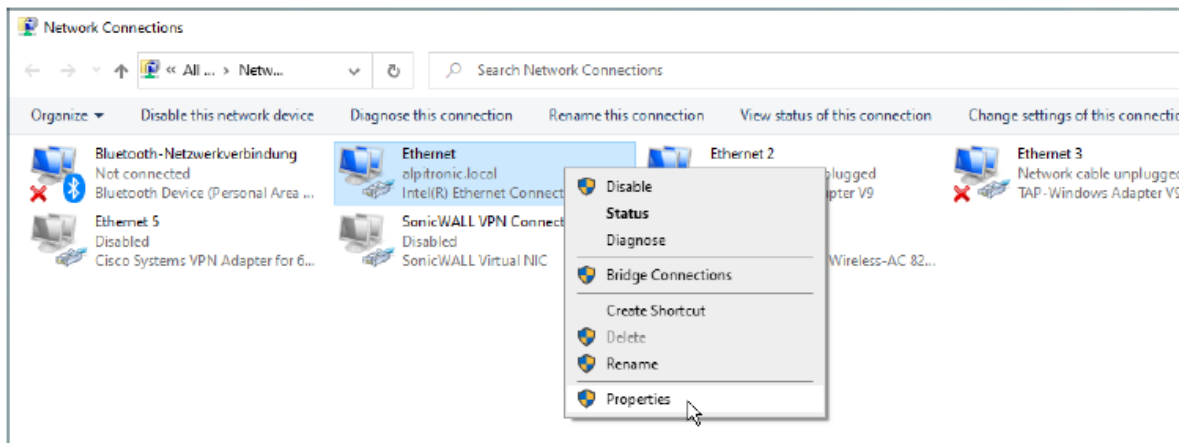 Network Connections
« All ... › Netw...
Search Network Connections
Organize
Disable this network device
Diagnose this connection
Rename this connection
View status of this connection
Change settings of this connectio
Bluetooth-Netzwerkverbindung
Not connected
Bluetooth Device (Personal Area ...
Ethernet
alpitronic.local
Intel(R) Ethernet Connect
Ethernet 2
plugged
pter V9
Ethernet 3
Network cable unplugged
TAP-Windows Adapter V9
Ethernet 5
Disabled
Cisco Systems VPN Adapter for 6...
SonicWALL VPN Connect
Disabled
SonicWALL Virtual NIC
Wireless-AC 82...
Disable
Status
Diagnose
Bridge Connections
Create Shortcut
Delete
Rename
Properties